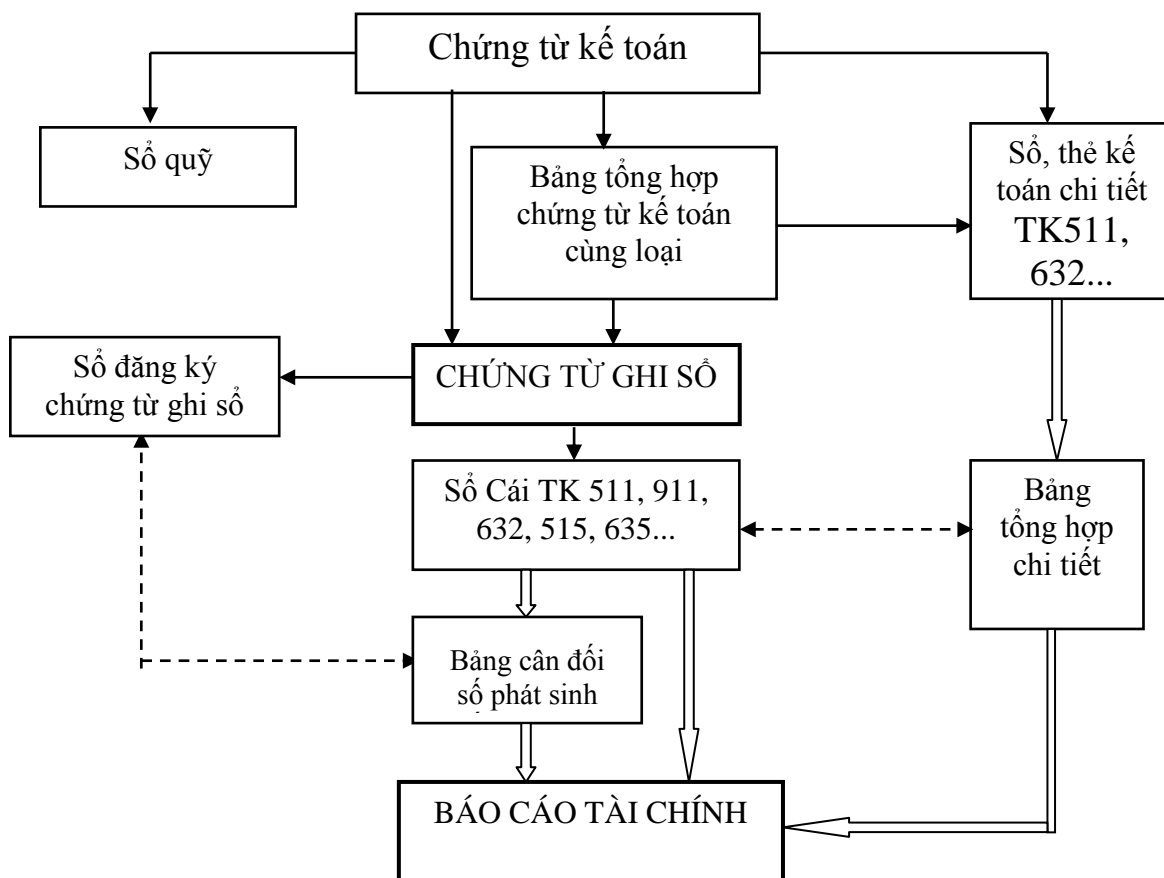 Chứng từ kế toán
Sổ quỹ
Bảng tổng hợp
chứng từ kế toán
cùng loại
Sổ, thẻ kế
toán chi tiết
TK511,
632...
Sổ đăng ký
chứng từ ghi sổ
CHỨNG TỪ GHI SỔ
Sổ Cái TK 511, 911,
632, 515, 635...
Bảng
tổng hợp
chi tiết
Bảng cân đối
số phát sinh
BÁO CÁO TÀI CHÍNH